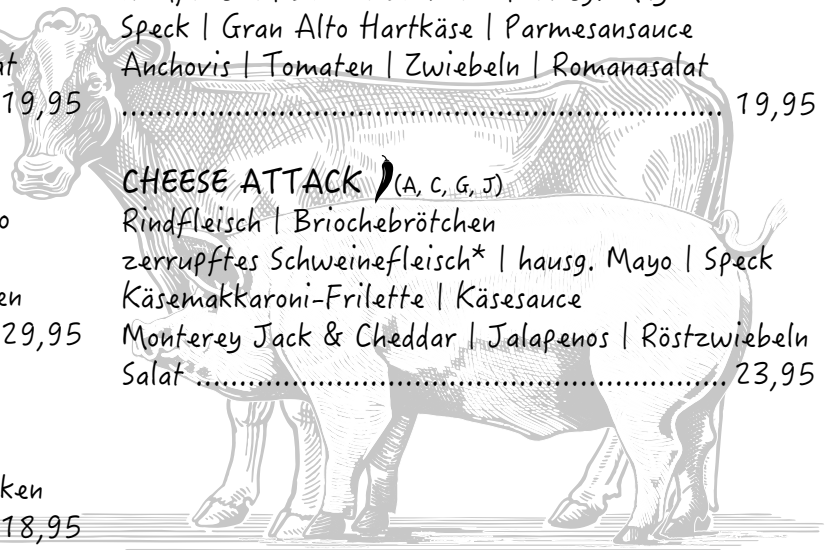 Speck | Gran Alto Hartkäse | Parmesansauce
Anchovis | Tomaten | Zwiebeln | Romanasalat
19,95
........ 19,95
CHEESE ATTACK (A, C, G, J)
Rindfleisch | Briochebrötchen
zerrupftes Schweinefleisch* | hausg. Mayo | Speck
Käsemakkaroni-Frilette | Käsesauce
29,95
Monterey Jack & Cheddar | Jalapenos | Röstzwiebeln
Salat ........ 23,95
18,95